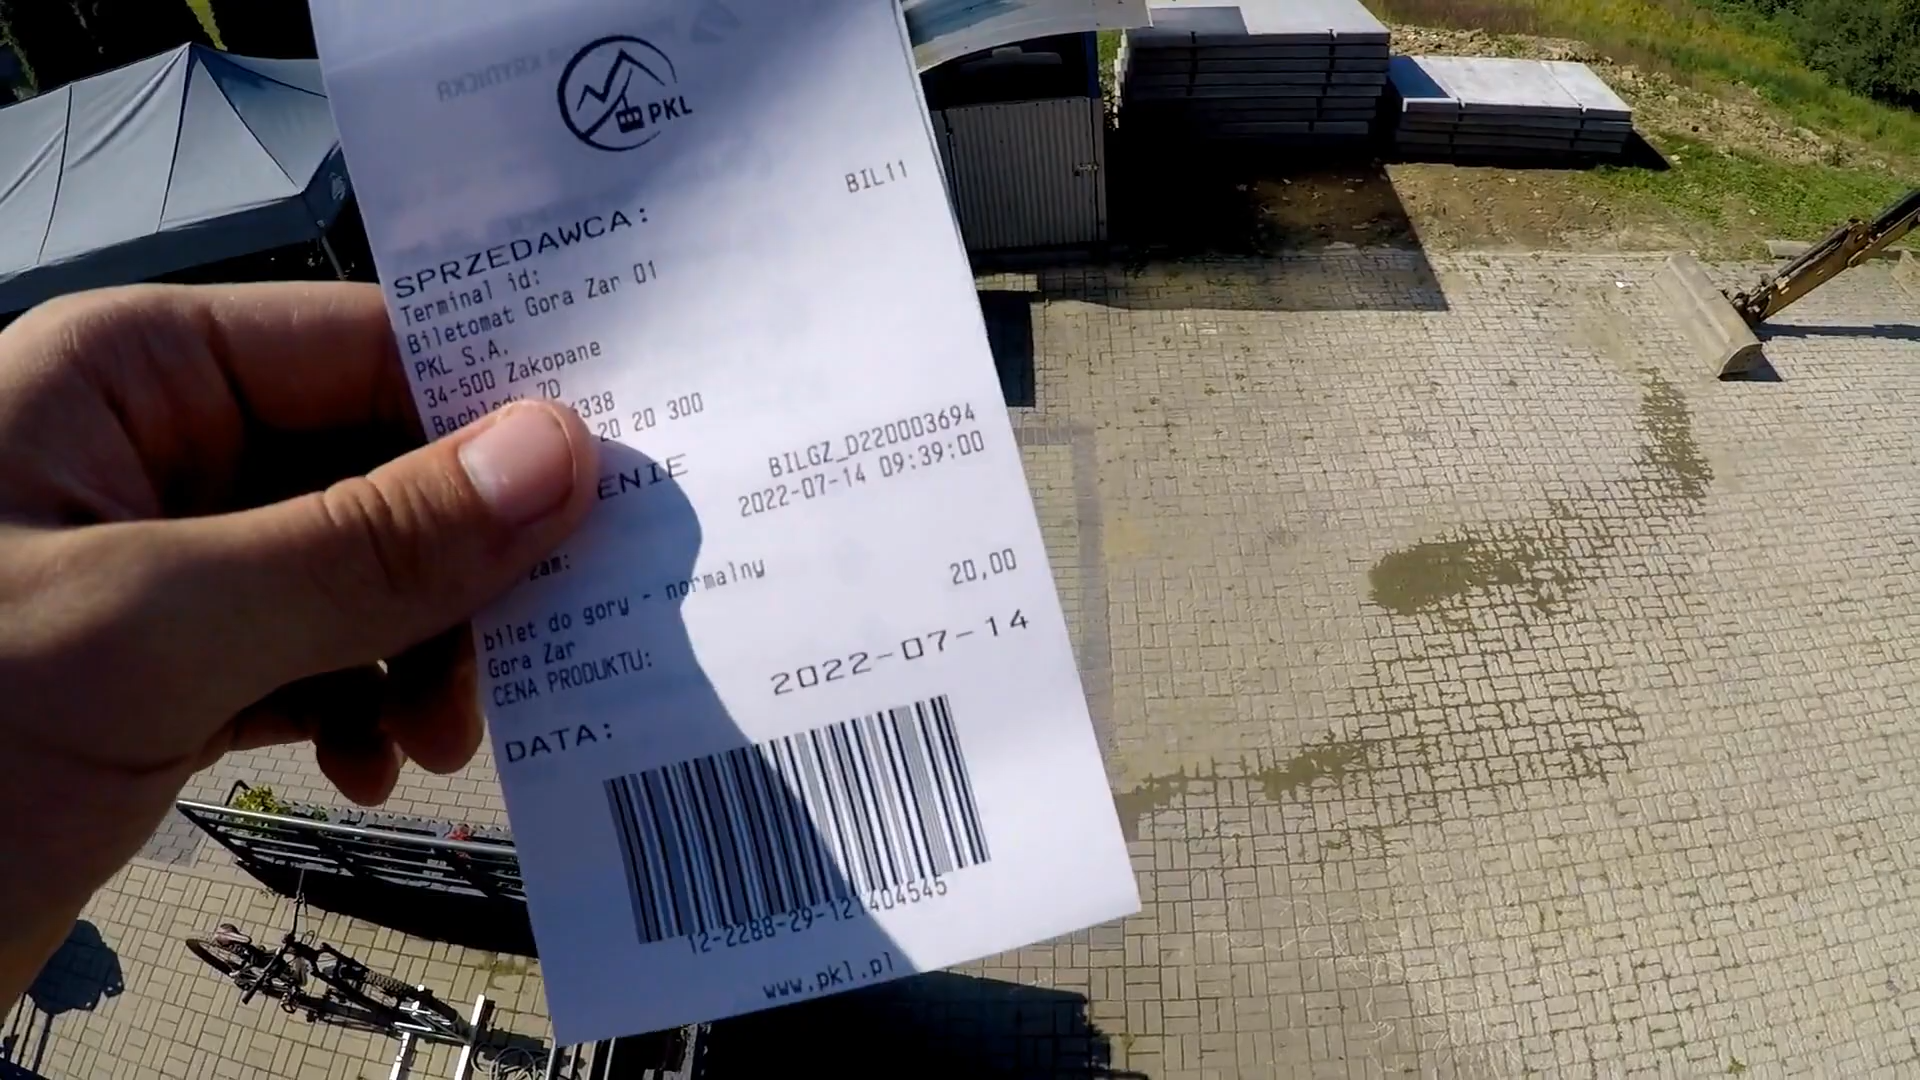 PKL
BIL11
SPRZEDAWCA:
Terminal id:
Biletomat Gora Zar 01
PKL S.A.
34-500 Zakopane
7D
20 20 300
BILGZ_D220003694
2022-07-14 09:39:00
bilet do gory - normalny
20,00
Gora Zar
CENA PRODUKTU:
DATA: 2022-07-14
12-2288-29-121404545
www.pkl.pl